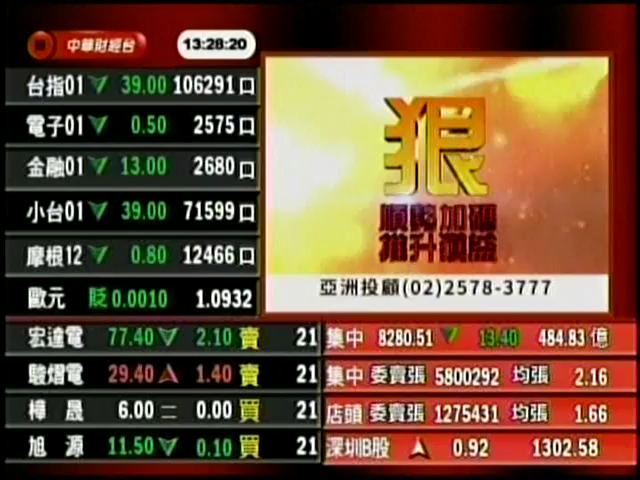 中華財經台 13:28:20
台指01 39.00 106291口
電子01 0.50 2575口
金融01 13.00 2680口
小台01 39.00 71599口
摩根12 0.80 12466口
歐元 貶0.0010 1.0932
狠
順勢加碼
推升獲益
亞洲投顧(02)2578-3777
宏達電 77.40 2.10 賣 21
駿熠電 29.40 1.40 賣 21
樺晟 6.00 0.00 買 21
旭源 11.50 0.10 買 21
集中 8280.51 13.40 484.83 億
集中 委賣張 5800292 均張 2.16
店頭 委賣張 1275431 均張 1.66
深圳B股 0.92 1302.58